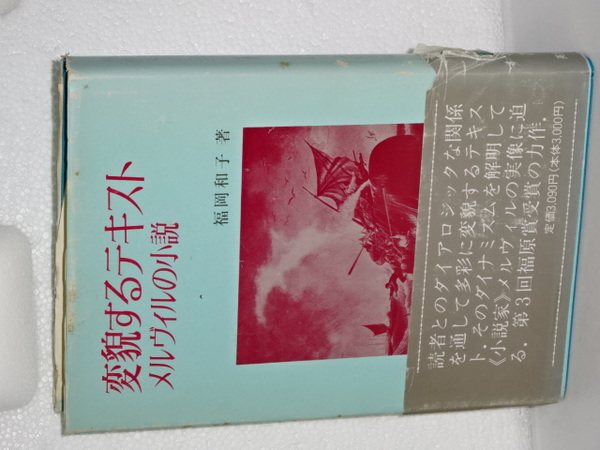 変貌するテキスト
メルヴィルの小説
福岡和子 著
読者とのダイアロジックな関係
を通して多彩に変貌するテキス
ト．そのダイナミズムを解明して
《小説家》メルヴィルの実像に迫
る．第3回福原賞受賞の力作．
定価3,090円（本体3,000円）